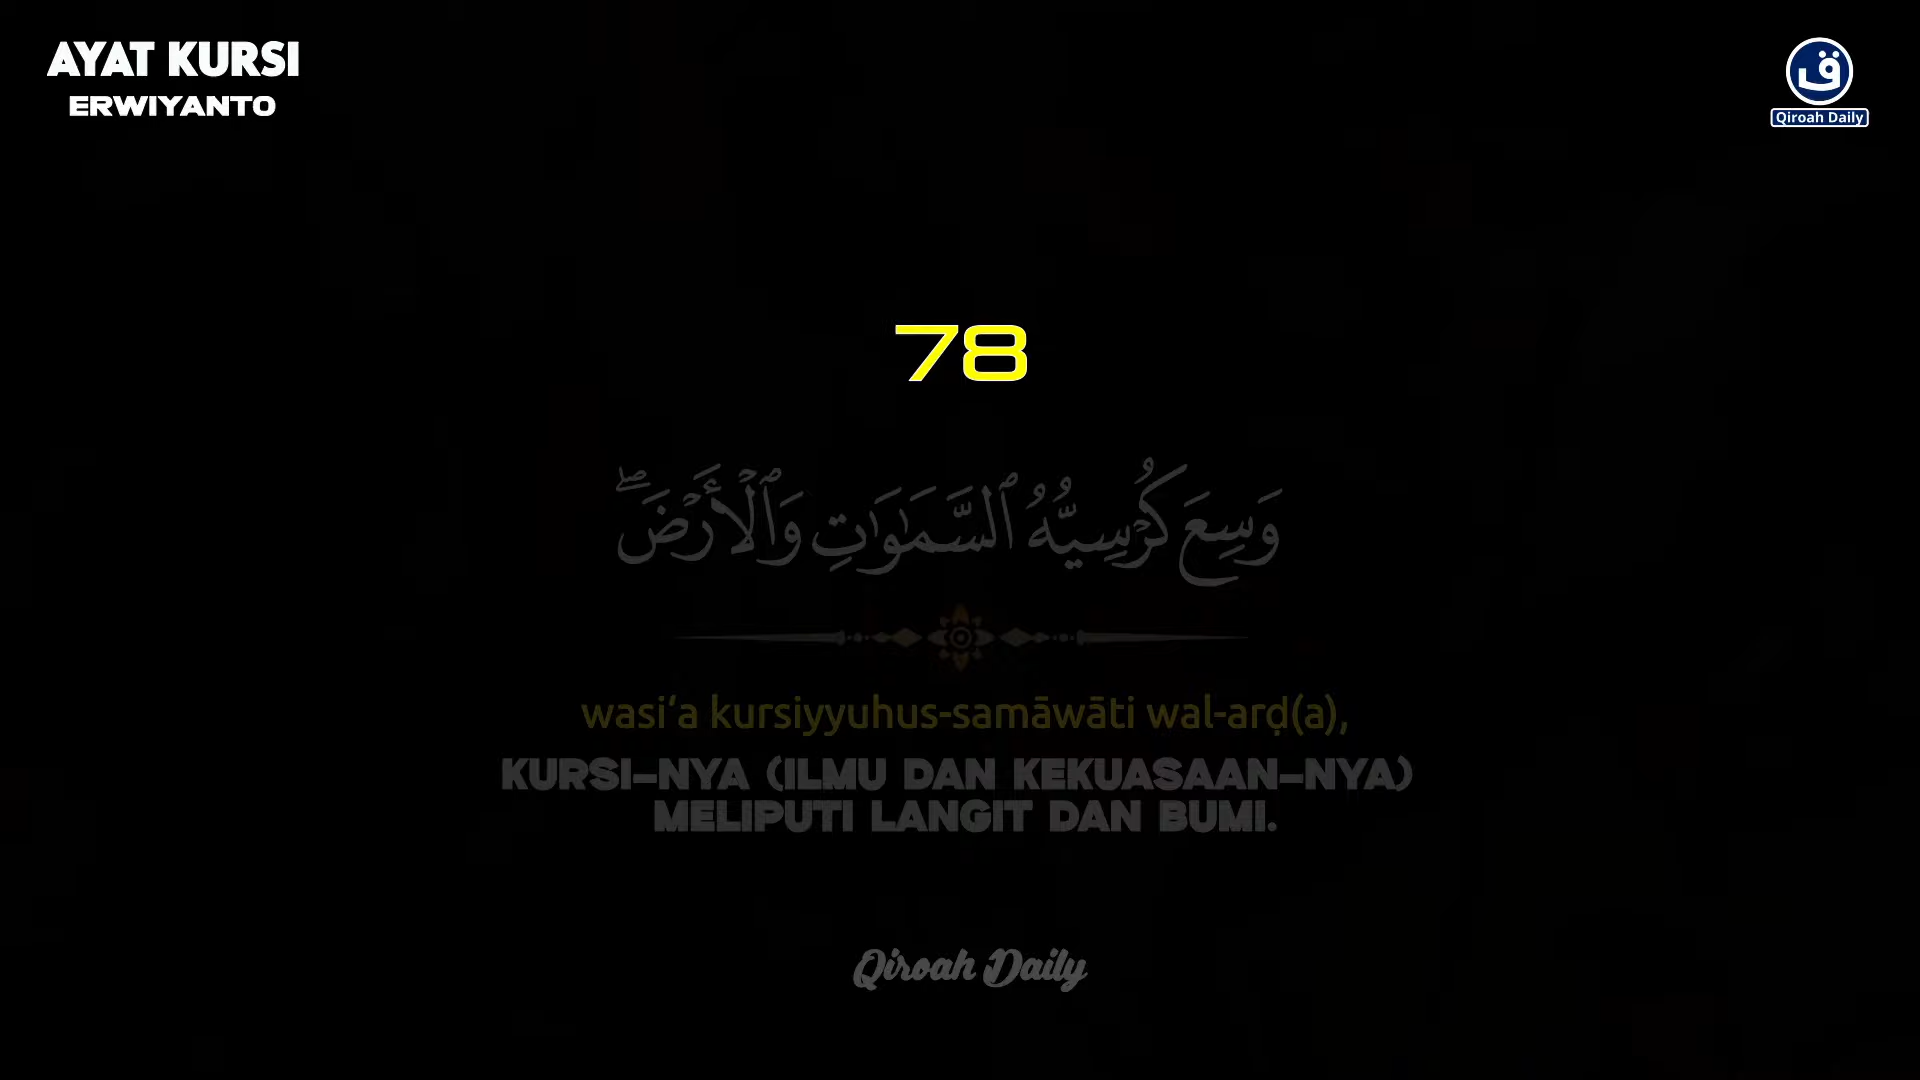 AYAT KURSI
ERWIYANTO
ق
Qiroah Daily
78
وَسِعَ كُرْسِيُّهُ ٱلسَّمَـٰوَٰتِ وَٱلْأَرْضَ ۖ
wasi‘a kursiyyuhus-samāwāti wal-arḍ(a),
KURSI-NYA (ILMU DAN KEKUASAAN-NYA)
MELIPUTI LANGIT DAN BUMI.
Qiroah Daily